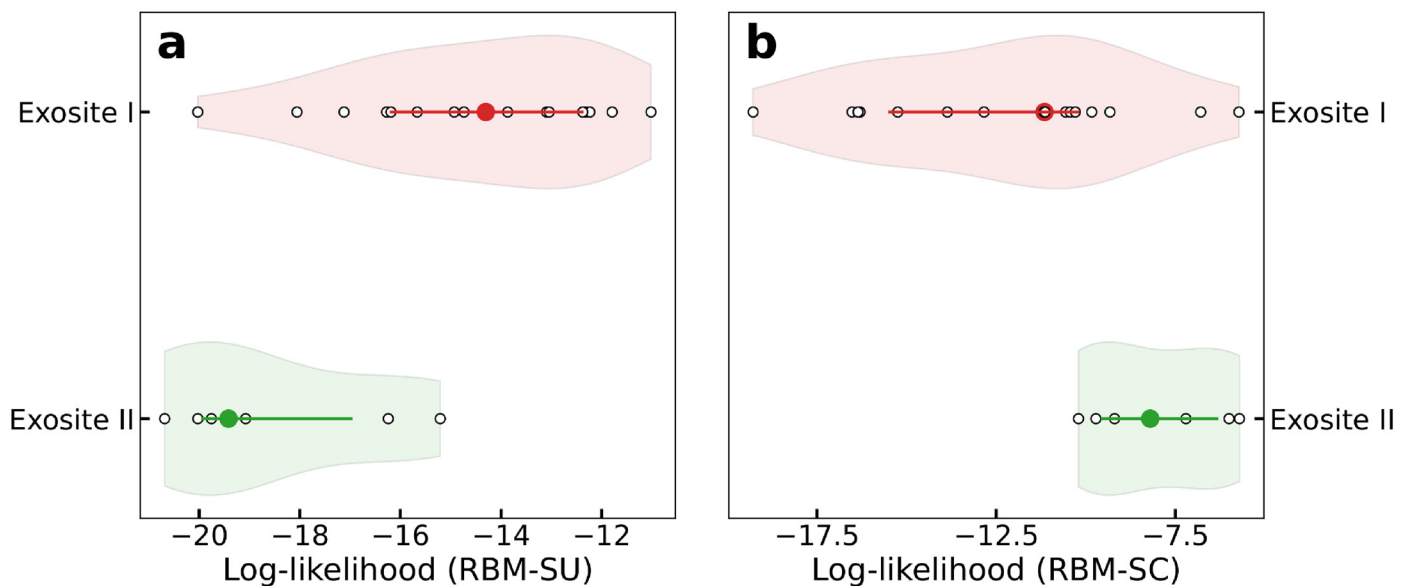 a
b
Exosite I
Exosite I
Exosite II
Exosite II
−20 −18 −16 −14 −12
−17.5 −12.5 −7.5
Log-likelihood (RBM-SU)
Log-likelihood (RBM-SC)